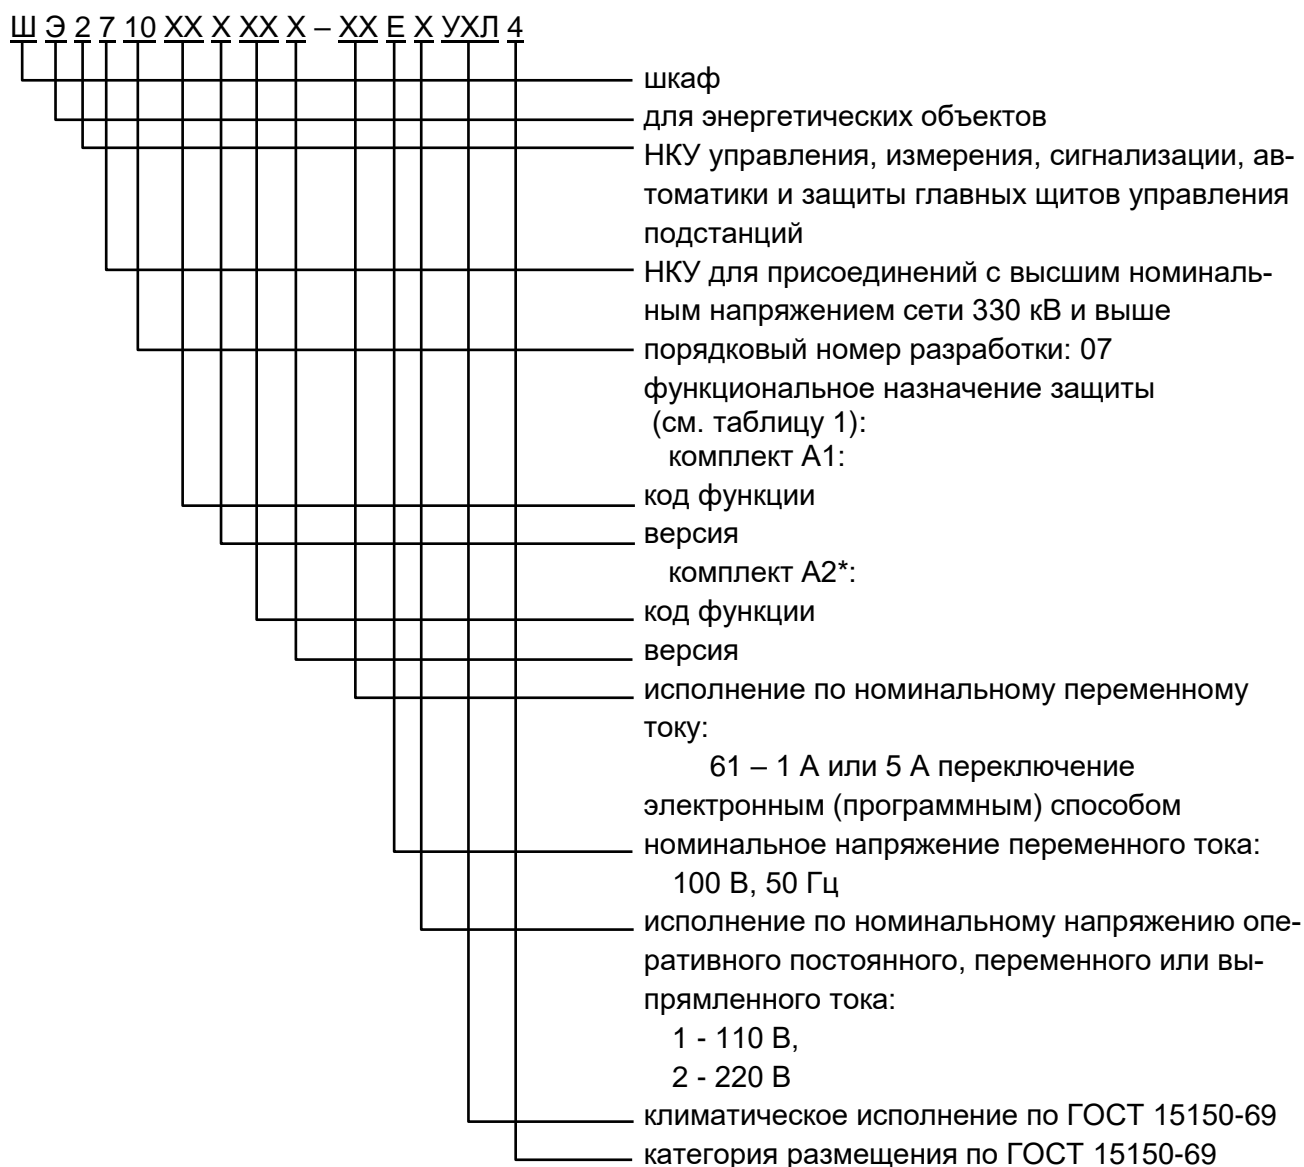 Ш Э 2 7 10 ХХ Х ХХ Х – ХХ Е Х УХЛ 4
шкаф
для энергетических объектов
НКУ управления, измерения, сигнализации, ав-
томатики и защиты главных щитов управления
подстанций
НКУ для присоединений с высшим номиналь-
ным напряжением сети 330 кВ и выше
порядковый номер разработки: 07
функциональное назначение защиты
(см. таблицу 1):
комплект А1:
код функции
версия
комплект А2*:
код функции
версия
исполнение по номинальному переменному
току:
61 – 1 А или 5 А переключение
электронным (программным) способом
номинальное напряжение переменного тока:
100 В, 50 Гц
исполнение по номинальному напряжению опе-
ративного постоянного, переменного или вы-
прямленного тока:
1 - 110 В,
2 - 220 В
климатическое исполнение по ГОСТ 15150-69
категория размещения по ГОСТ 15150-69